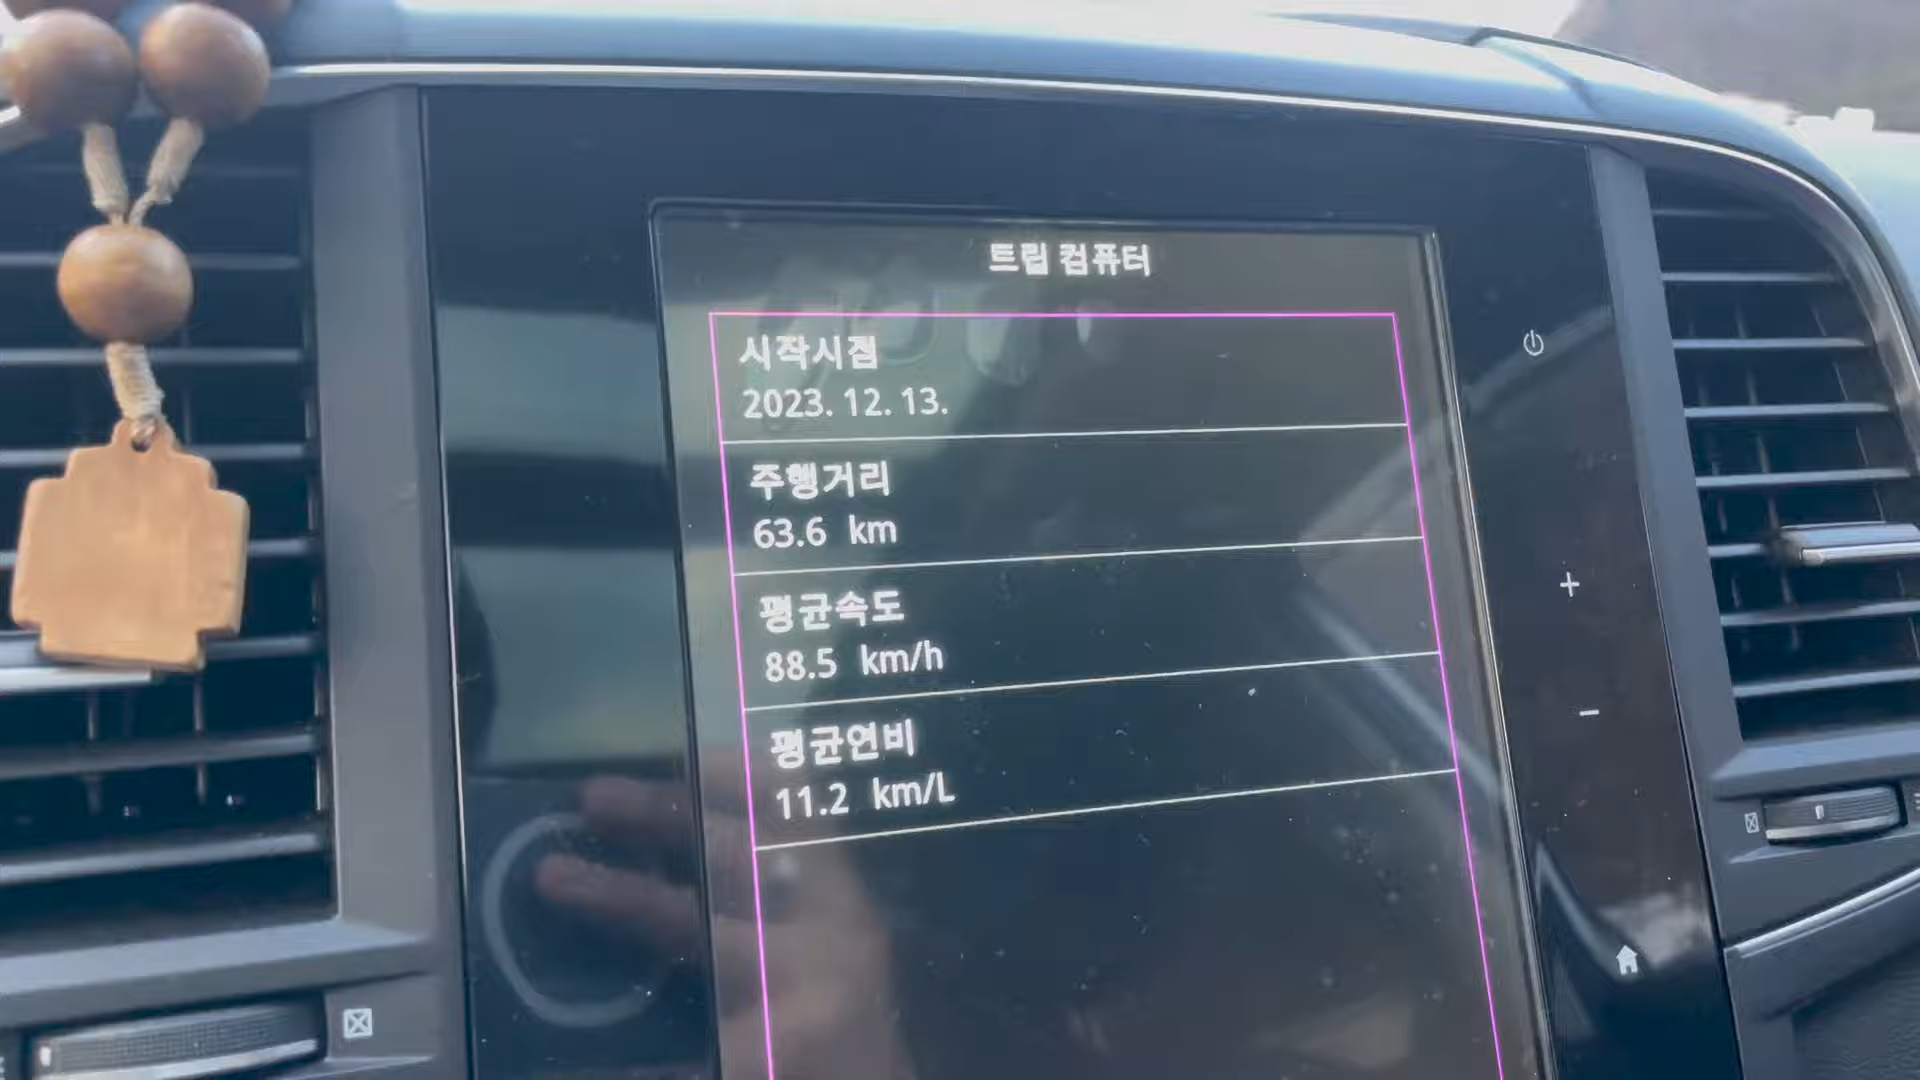 트립 컴퓨터
시작시점
2023. 12. 13.
주행거리
63.6 km
평균속도
88.5 km/h
평균연비
11.2 km/L